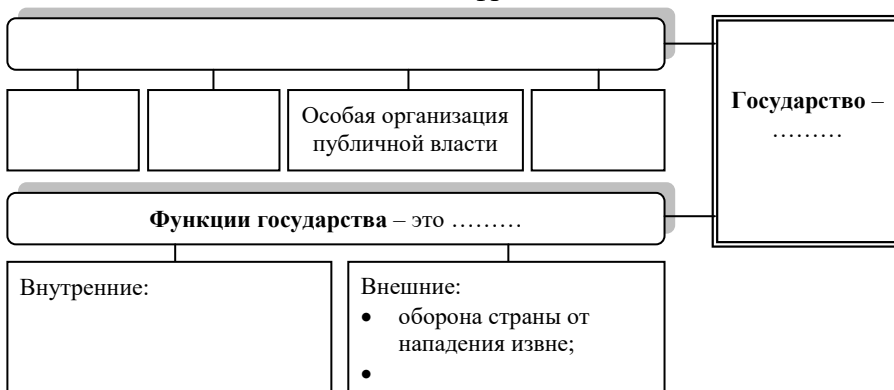 Особая организация
публичной власти
Государство –
………
Функции государства – это ………
Внутренние:
Внешние:
• оборона страны от
нападения извне;
•